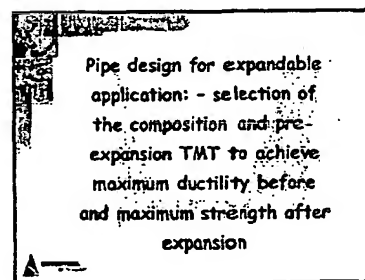 Pipe design for expandable
application: - selection of
the composition and pre-
expansion TMT to achieve
maximum ductility before
and maximum strength after
expansion